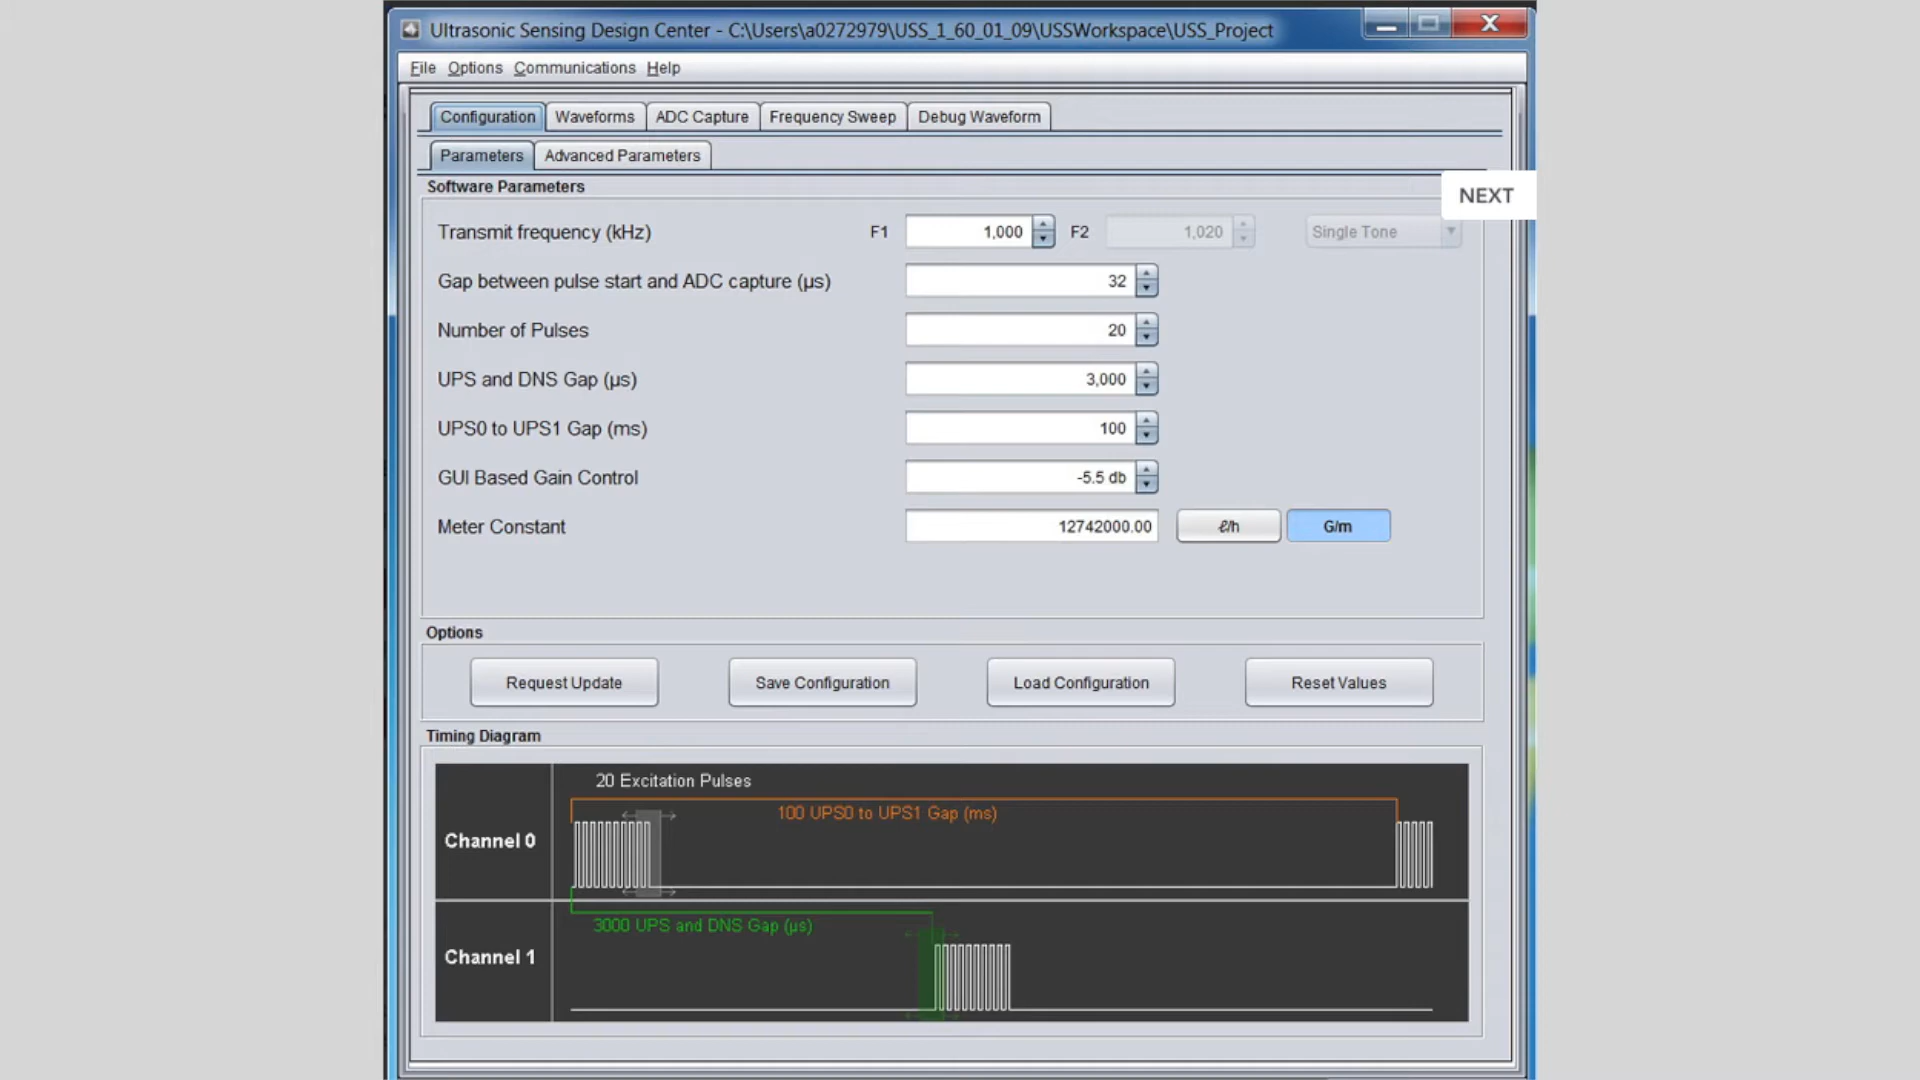 Ultrasonic Sensing Design Center - C:\Users\a0272979\USS_1_60_01_09\USSWorkspace\USS_Project
File Options Communications Help
Configuration Waveforms ADC Capture Frequency Sweep Debug Waveform
Parameters Advanced Parameters
Software Parameters
NEXT
Transmit frequency (kHz) F1 1,000 F2 1,020 Single Tone
Gap between pulse start and ADC capture (µs) 32
Number of Pulses 20
UPS and DNS Gap (µs) 3,000
UPS0 to UPS1 Gap (ms) 100
GUI Based Gain Control -5.5 db
Meter Constant 12742000.00 ℓ/h G/m
Options
Request Update Save Configuration Load Configuration Reset Values
Timing Diagram
20 Excitation Pulses
100 UPS0 to UPS1 Gap (ms)
Channel 0
3000 UPS and DNS Gap (µs)
Channel 1